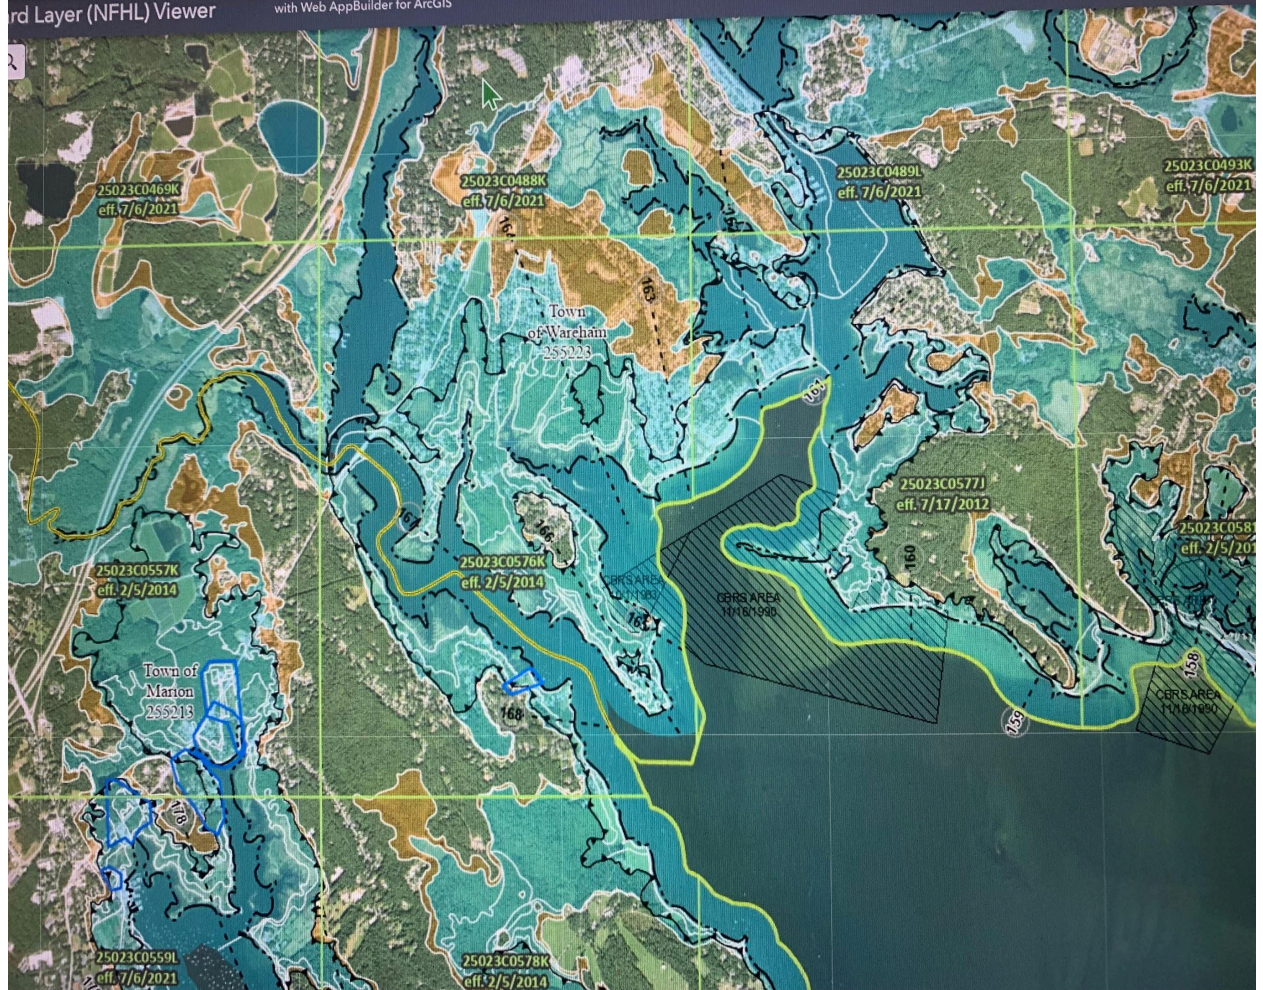 rd Layer (NFHL) Viewer
with Web AppBuilder for ArcGIS
25023C0469K
eff. 7/6/2021
25023C0488K
eff. 7/6/2021
25023C0489L
eff. 7/6/2021
25023C0493K
eff. 7/6/2021
164
163
Town
of Wareham
255223
161
25023C0577J
eff. 7/17/2012
160
25023C0581
eff. 2/5/201
166
25023C0557K
eff. 2/5/2014
25023C0576K
eff. 2/5/2014
CBRS AREA
CBRS AREA
11/16/1990
Town of
Marion
255213
158
CBRS AREA
11/16/1990
168
159
178
25023C0559L
eff. 7/6/2021
25023C0578K
eff. 2/5/2014